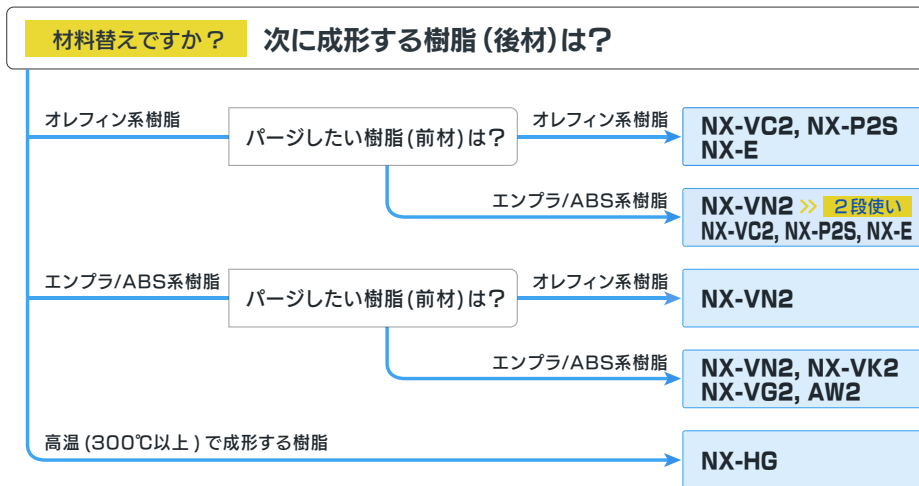 材料替えですか？ 次に成形する樹脂(後材)は？
オレフィン系樹脂
パージしたい樹脂(前材)は？
オレフィン系樹脂
NX-VC2, NX-P2S
NX-E
エンプラ/ABS系樹脂
NX-VN2 >> 2段使い
NX-VC2, NX-P2S, NX-E
エンプラ/ABS系樹脂
パージしたい樹脂(前材)は？
オレフィン系樹脂
NX-VN2
エンプラ/ABS系樹脂
NX-VN2, NX-VK2
NX-VG2, AW2
高温(300℃以上)で成形する樹脂
NX-HG